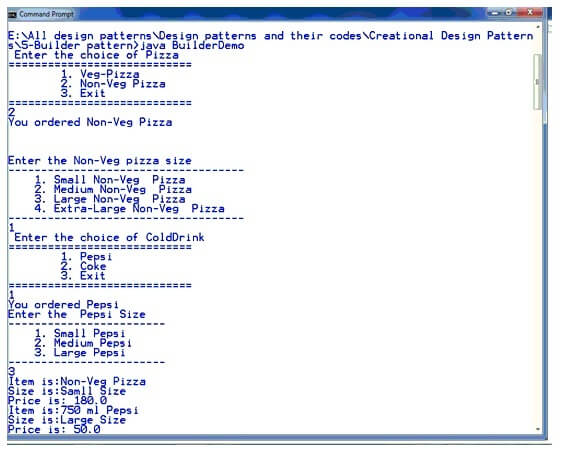 Command Prompt
E:\All design patterns\Design patterns and their codes\Creational Design Pattern
s\5-Builder pattern>java BuilderDemo
Enter the choice of Pizza
============================
1. Veg-Pizza
2. Non-Veg Pizza
3. Exit
============================
2
You ordered Non-Veg Pizza
Enter the Non-Veg pizza size
------------------------------------
1. Small Non-Veg Pizza
2. Medium Non-Veg Pizza
3. Large Non-Veg Pizza
4. Extra-Large Non-Veg Pizza
------------------------------------
1
Enter the choice of ColdDrink
============================
1. Pepsi
2. Coke
3. Exit
============================
1
You ordered Pepsi
Enter the Pepsi Size
------------------------
1. Small Pepsi
2. Medium Pepsi
3. Large Pepsi
------------------------
3
Item is:Non-Veg Pizza
Size is:Samll Size
Price is: 180.0
Item is:750 ml Pepsi
Size is:Large Size
Price is: 50.0